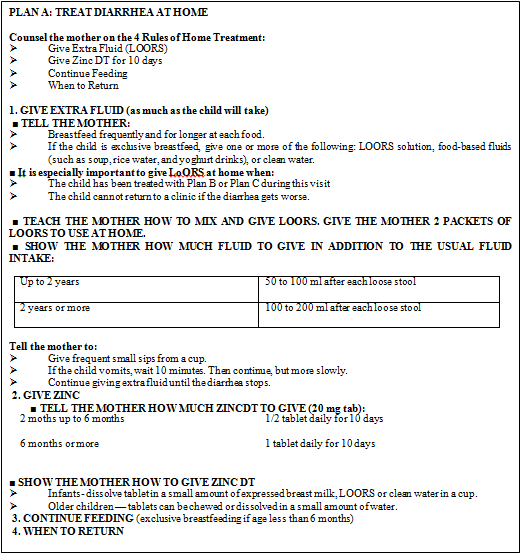 PLAN A: TREAT DIARRHEA AT HOME
Counsel the mother on the 4 Rules of Home Treatment:
➢ Give Extra Fluid (LOORS)
➢ Give Zinc DT for 10 days
➢ Continue Feeding
➢ When to Return
1. GIVE EXTRA FLUID (as much as the child will take)
■ TELL THE MOTHER:
➢ Breastfeed frequently and for longer at each food.
➢ If the child is exclusive breastfeed, give one or more of the following: LOORS solution, food-based fluids
(such as soup, rice water, and yoghurt drinks), or clean water.
■ It is especially important to give LoORS at home when:
➢ The child has been treated with Plan B or Plan C during this visit
➢ The child cannot return to a clinic if the diarrhea gets worse.
■ TEACH THE MOTHER HOW TO MIX AND GIVE LOORS. GIVE THE MOTHER 2 PACKETS OF
LOORS TO USE AT HOME.
■ SHOW THE MOTHER HOW MUCH FLUID TO GIVE IN ADDITION TO THE USUAL FLUID
INTAKE:
Up to 2 years 50 to 100 ml after each loose stool
2 years or more 100 to 200 ml after each loose stool
Tell the mother to:
➢ Give frequent small sips from a cup.
➢ If the child vomits, wait 10 minutes. Then continue, but more slowly.
➢ Continue giving extra fluid until the diarrhea stops.
2. GIVE ZINC
■ TELL THE MOTHER HOW MUCH ZINCDT TO GIVE (20 mg tab):
2 moths up to 6 months 1/2 tablet daily for 10 days
6 months or more 1 tablet daily for 10 days
■ SHOW THE MOTHER HOW TO GIVE ZINC DT
➢ Infants- dissolve tablet in a small amount of expressed breast milk, LOORS or clean water in a cup.
➢ Older children — tablets can be chewed or dissolved in a small amount of water.
3. CONTINUE FEEDING (exclusive breastfeeding if age less than 6 months)
4. WHEN TO RETURN